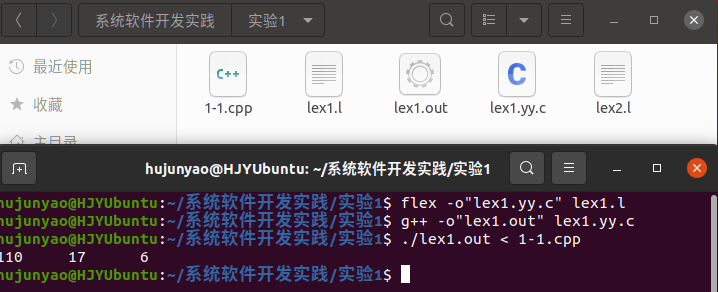 系统软件开发实践 实验1
最近使用
收藏
主目录
C++
C
1-1.cpp lex1.l lex1.out lex1.yy.c lex2.l
hujunyao@HJYUbuntu: ~/系统软件开发实践/实验1
hujunyao@HJYUbuntu:~/系统软件开发实践/实验1$ flex -o"lex1.yy.c" lex1.l
hujunyao@HJYUbuntu:~/系统软件开发实践/实验1$ g++ -o"lex1.out" lex1.yy.c
hujunyao@HJYUbuntu:~/系统软件开发实践/实验1$ ./lex1.out < 1-1.cpp
110 17 6
hujunyao@HJYUbuntu:~/系统软件开发实践/实验1$